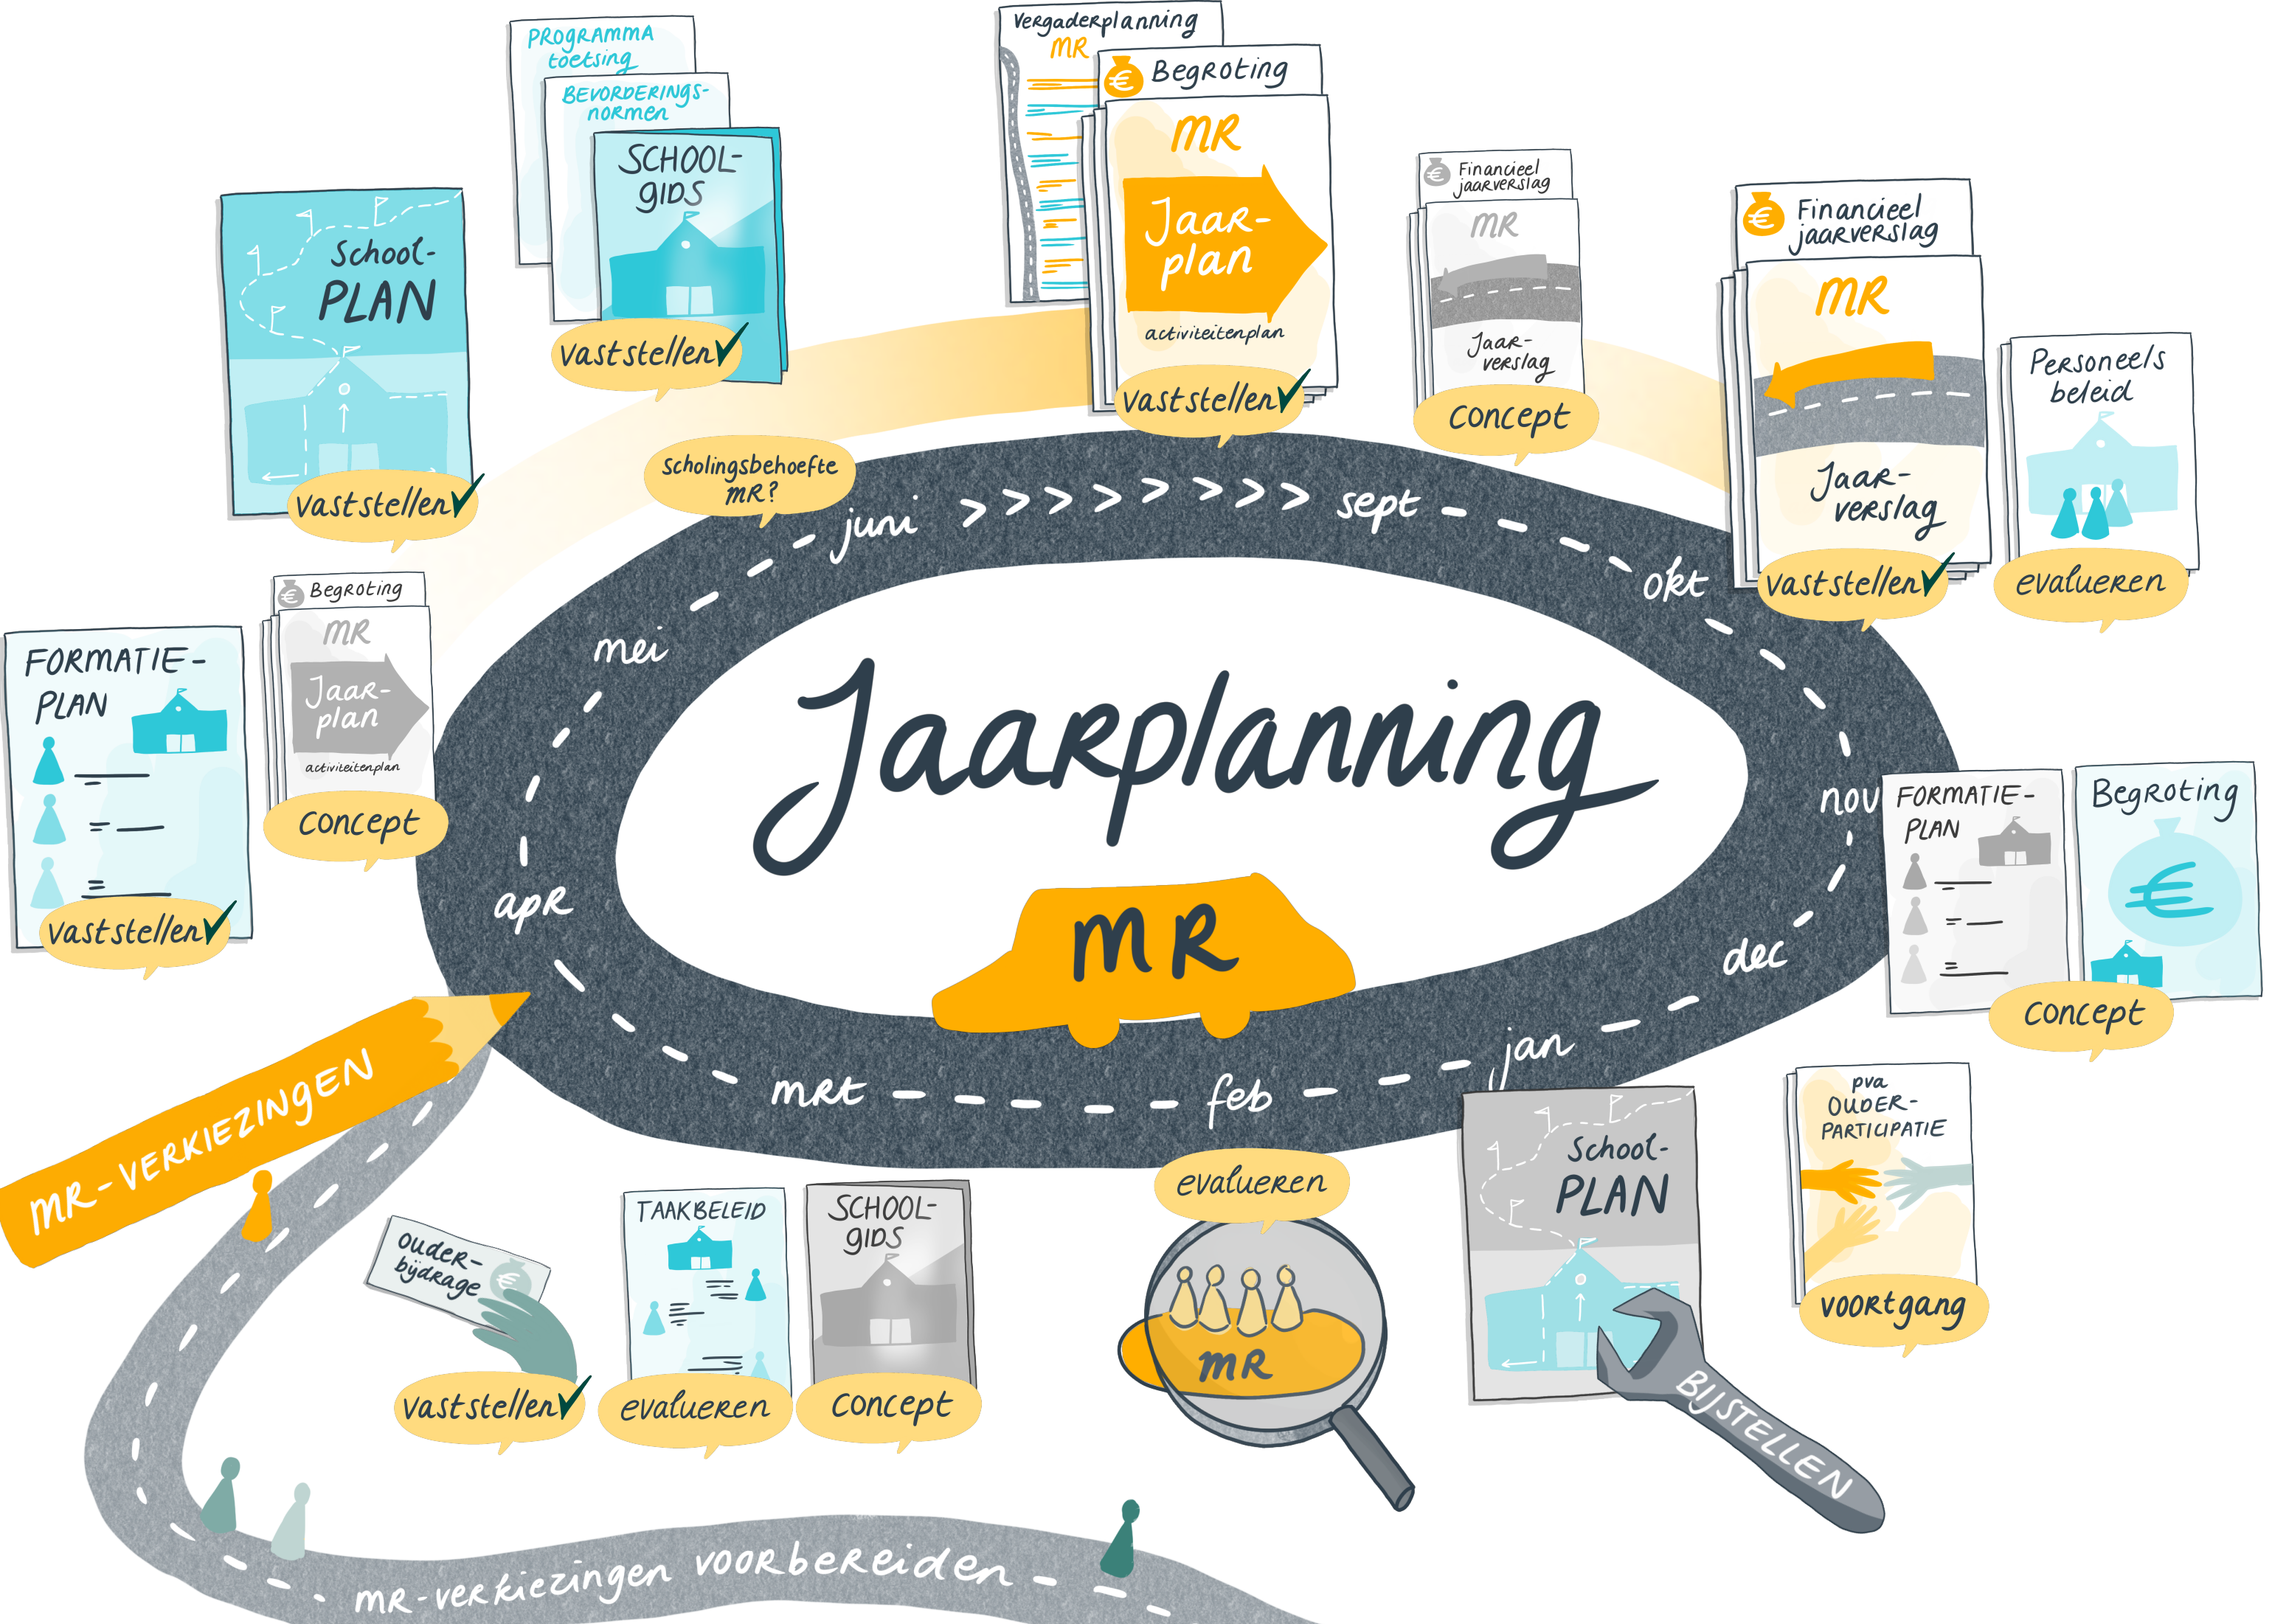 PROGRAMMA
toetsing
BEVORDERINGS-
normen
SCHOOL-
GIDS
vaststellen
Vergaderplanning
MR
€ Begroting
MR
Jaar-
plan
activiteitenplan
vaststellen
€ Financieel
jaarverslag
MR
Jaar-
verslag
concept
€ Financieel
jaarverslag
MR
Jaar-
verslag
vaststellen
Personeels
beleid
evalueren
School-
PLAN
vaststellen
scholingsbehoefte
MR?
juni > > > > > > > > sept
okt
nov
dec
jan
feb
mrt
apr
mei
Jaarplanning
MR
€ Begroting
MR
Jaar-
plan
activiteitenplan
concept
FORMATIE-
PLAN
vaststellen
FORMATIE-
PLAN
Begroting
€
concept
pva
OUDER-
PARTICIPATIE
voortgang
School-
PLAN
BIJSTELLEN
evalueren
MR
SCHOOL-
GIDS
concept
TAAKBELEID
evalueren
ouder-
bijdrage €
vaststellen
MR-VERKIEZINGEN
MR-verkiezingen voorbereiden